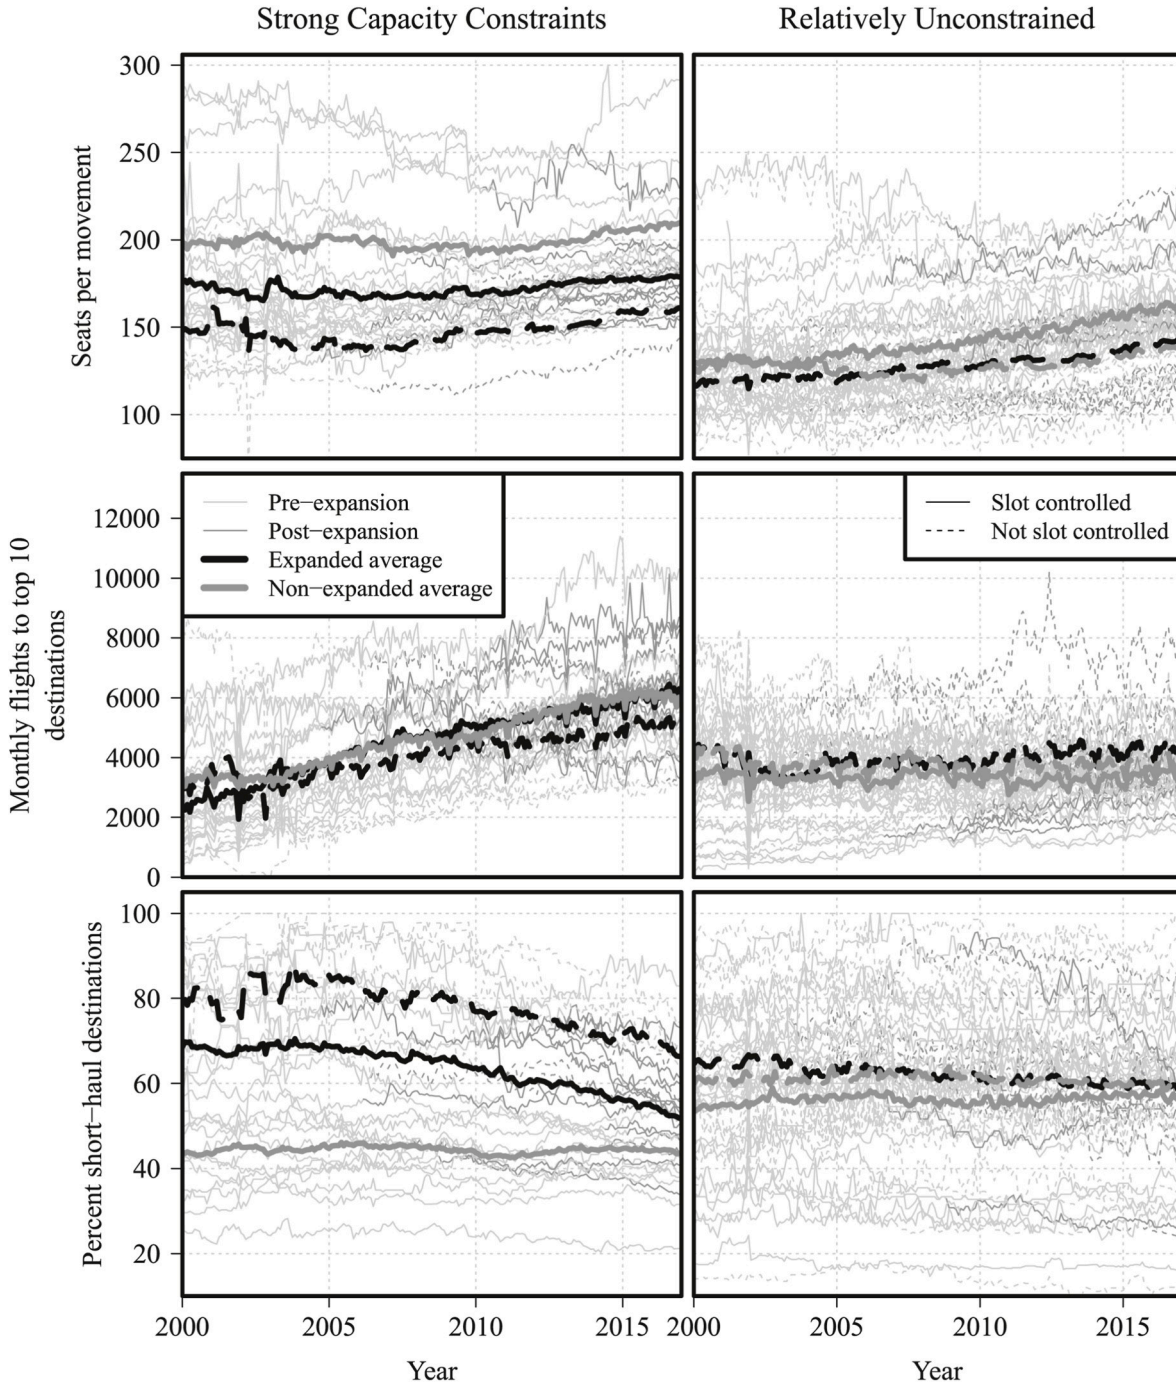 Strong Capacity Constraints
Relatively Unconstrained
Seats per movement
300
250
200
150
100
Monthly flights to top 10
destinations
12000
10000
8000
6000
4000
2000
0
Pre−expansion
Post−expansion
Expanded average
Non−expanded average
Slot controlled
Not slot controlled
Percent short−haul destinations
100
80
60
40
20
2000 2005 2010 2015
2000 2005 2010 2015
Year
Year